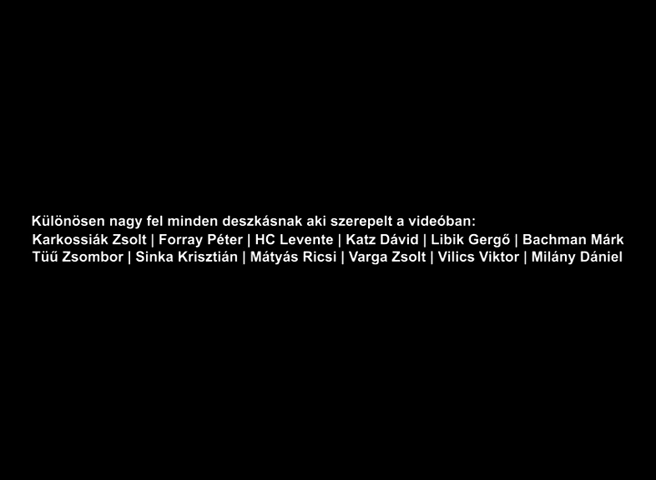 Különösen nagy fel minden deszkásnak aki szerepelt a videóban:
Karkossiák Zsolt | Forray Péter | HC Levente | Katz Dávid | Libik Gergő | Bachman Márk
Tüű Zsombor | Sinka Krisztián | Mátyás Ricsi | Varga Zsolt | Vilics Viktor | Milány Dániel